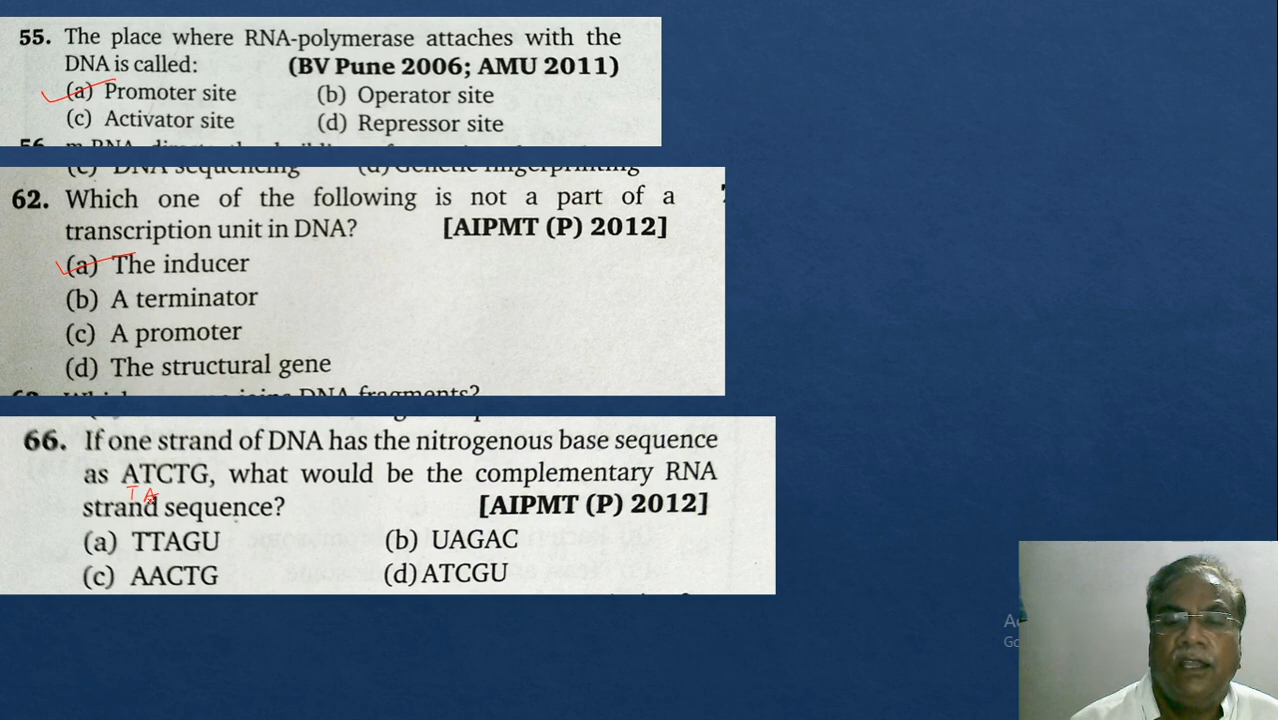 55. The place where RNA-polymerase attaches with the
DNA is called: (BV Pune 2006; AMU 2011)
(a) Promoter site (b) Operator site
(c) Activator site (d) Repressor site
62. Which one of the following is not a part of a
transcription unit in DNA? [AIPMT (P) 2012]
(a) The inducer
(b) A terminator
(c) A promoter
(d) The structural gene
66. If one strand of DNA has the nitrogenous base sequence
as ATCTG, what would be the complementary RNA
T A
strand sequence? [AIPMT (P) 2012]
(a) TTAGU (b) UAGAC
(c) AACTG (d) ATCGU